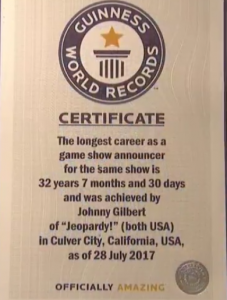 GUINNESS
WORLD RECORDS
CERTIFICATE
The longest career as a
game show announcer
for the same show is
32 years 7 months and 30 days
and was achieved by
Johnny Gilbert
of “Jeopardy!” (both USA)
in Culver City, California, USA,
as of 28 July 2017
OFFICIALLY AMAZING